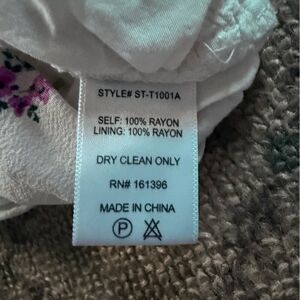 STYLE# ST-T1001A
SELF: 100% RAYON
LINING: 100% RAYON
DRY CLEAN ONLY
RN# 161396
MADE IN CHINA
P